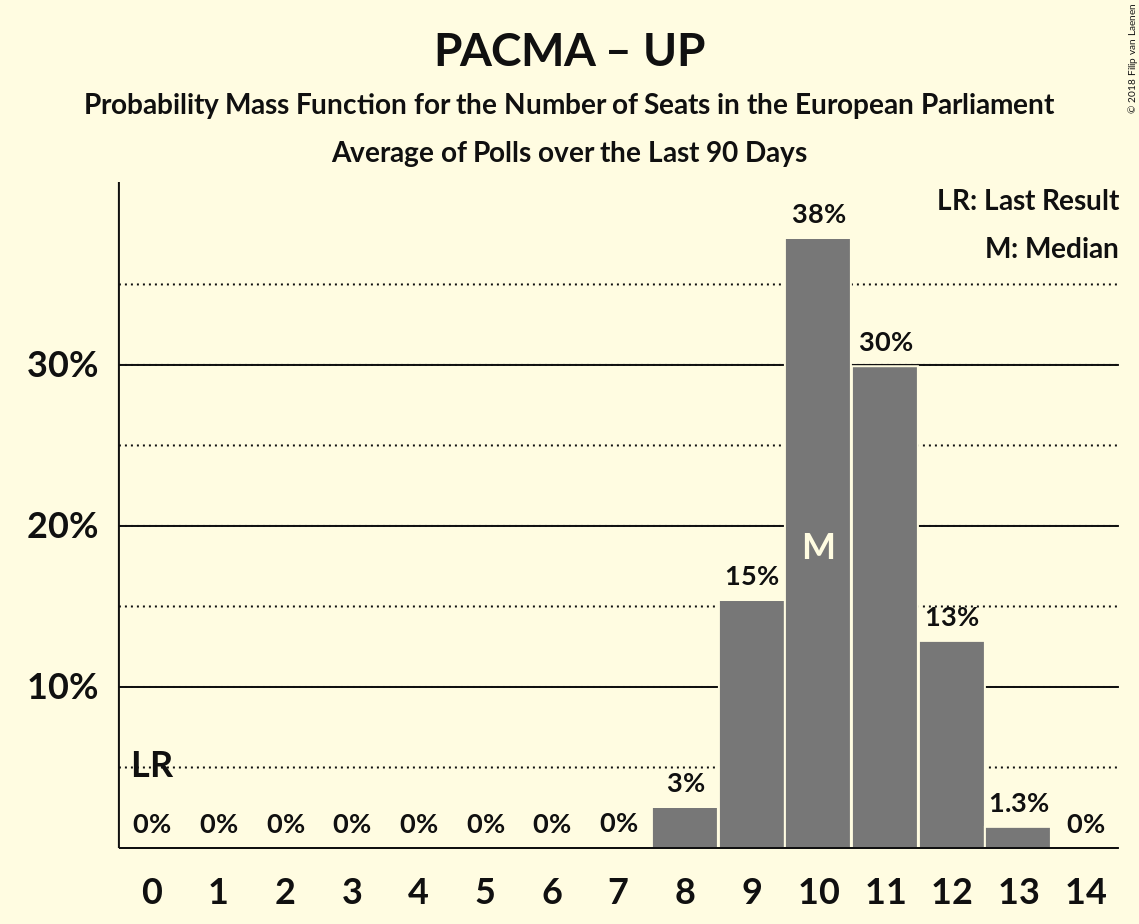 PACMA – UP
Probability Mass Function for the Number of Seats in the European Parliament
Average of Polls over the Last 90 Days
© 2018 Filip van Laenen
LR: Last Result
M: Median
38%
30%
30%
20%
15%
M
13%
10%
LR
3%
1.3%
0% 0% 0% 0% 0% 0% 0% 0% 0%
0 1 2 3 4 5 6 7 8 9 10 11 12 13 14